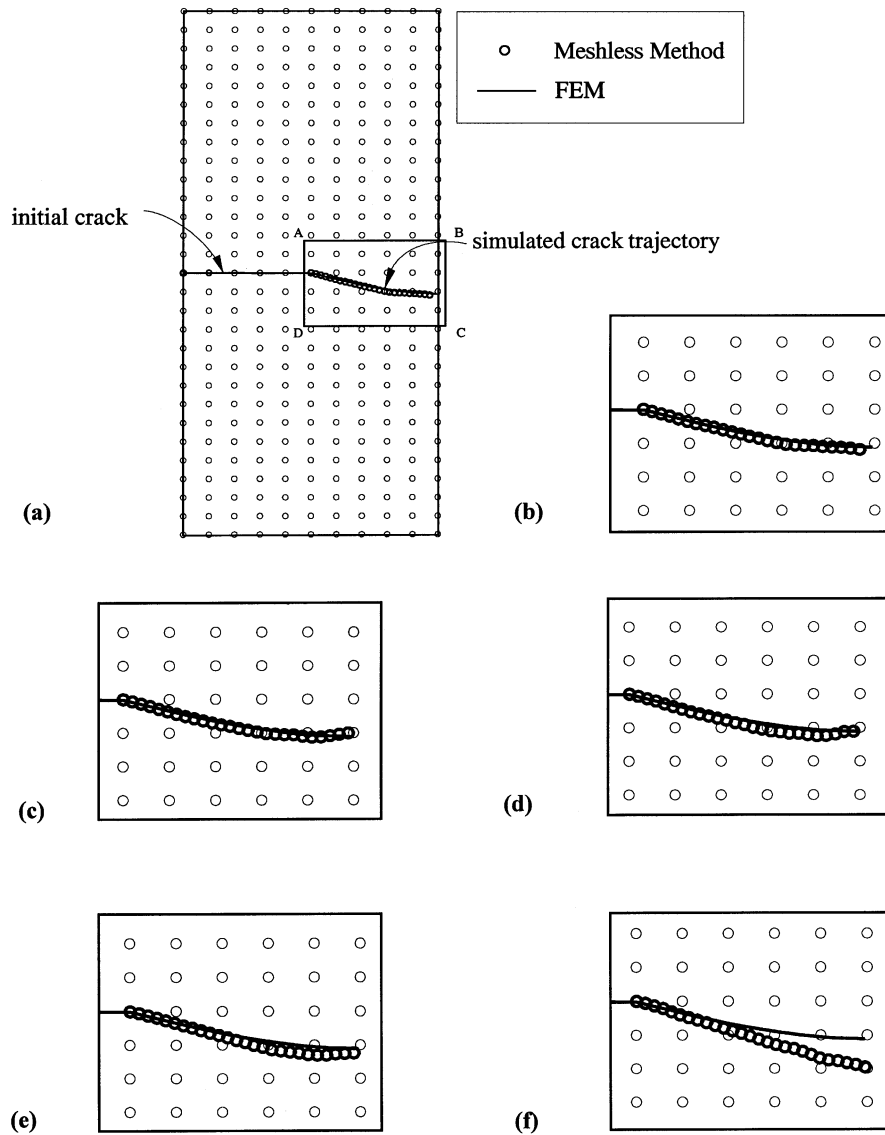 Meshless Method
FEM
initial crack
A
B
simulated crack trajectory
D
C
(a)
(b)
(c)
(d)
(e)
(f)